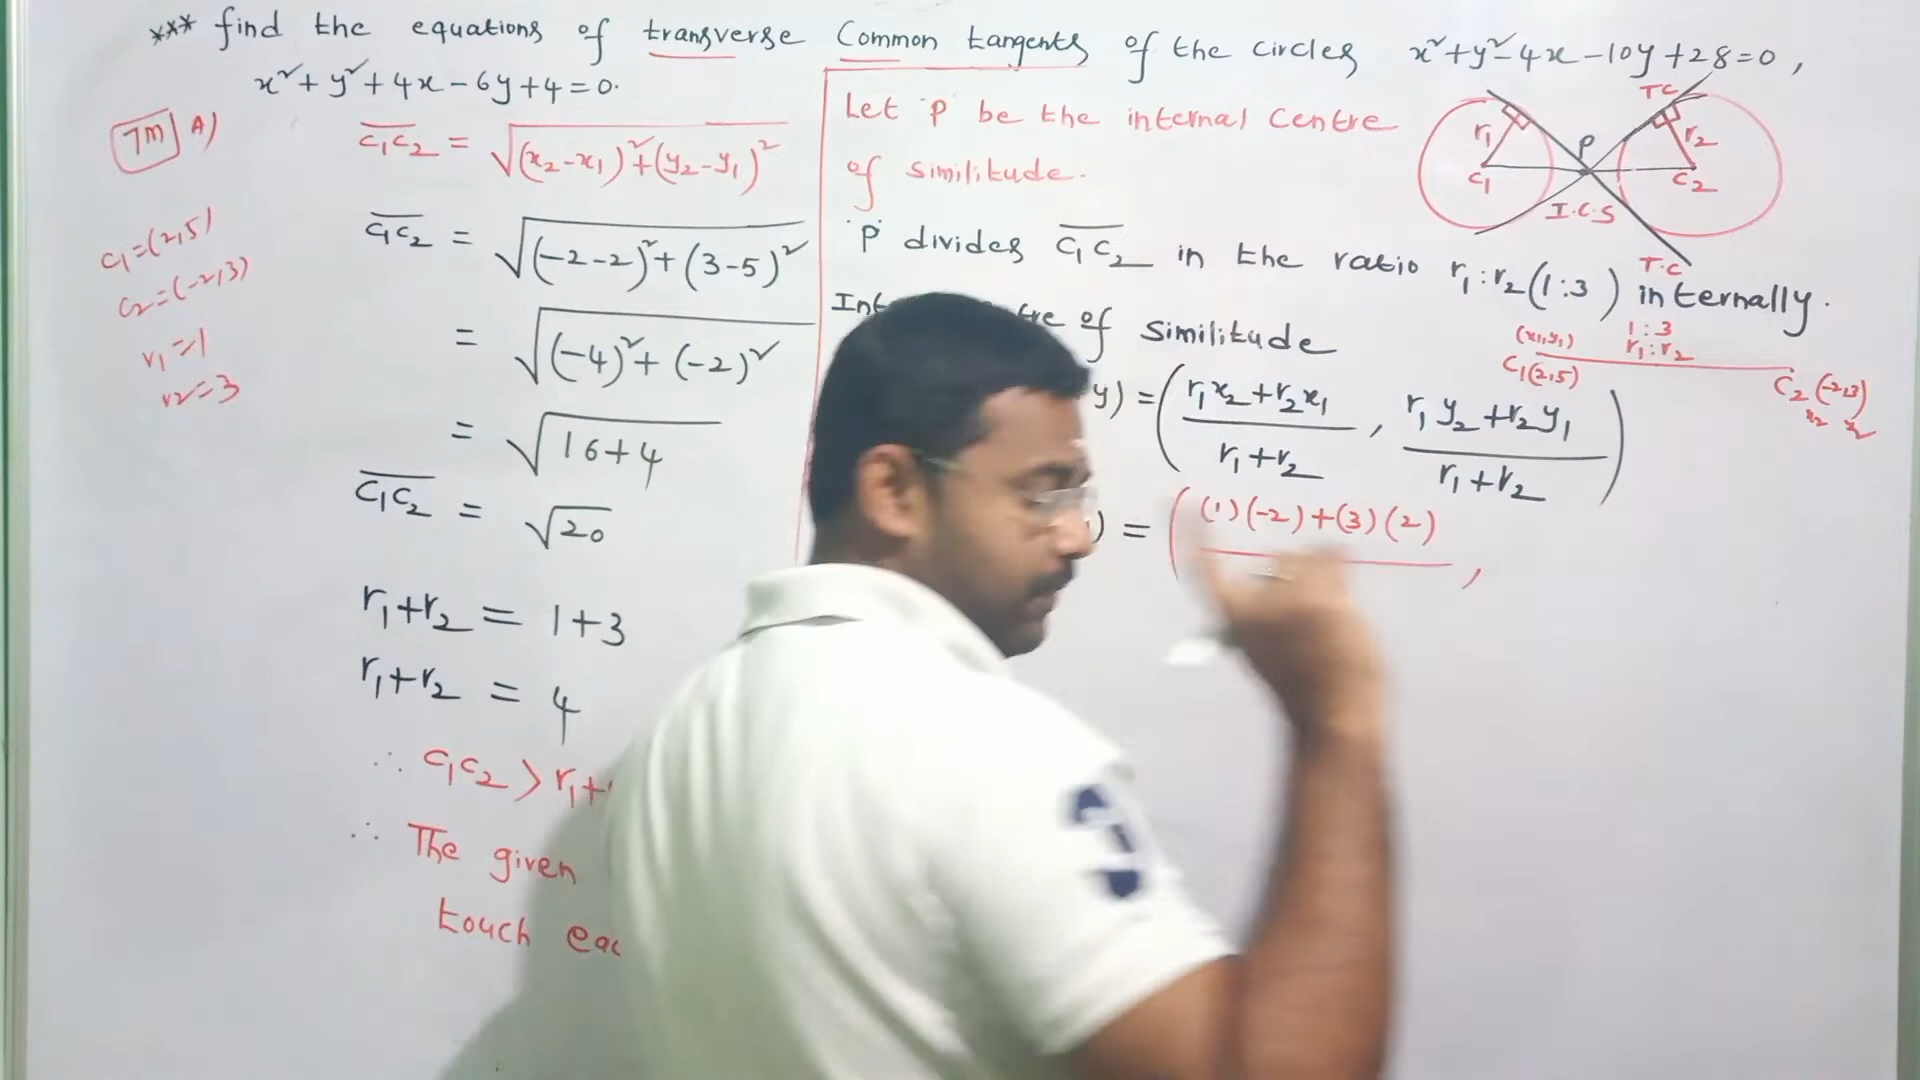 *** find the equations of transverse Common tangents of the circles x²+y²-4x-10y+28=0,
x²+y²+4x-6y+4=0.
7m A)
C₁=(2,5)
C₂=(-2,3)
r₁=1
r₂=3
C₁C₂ = √(x₂-x₁)²+(y₂-y₁)²
C₁C₂ = √(-2-2)²+(3-5)²
= √(-4)²+(-2)²
= √16+4
C₁C₂ = √20
r₁+r₂ = 1+3
r₁+r₂ = 4
∴ C₁C₂ > r₁+
∴ The given
touch eac
Let 'P' be the internal Centre
of similitude.
'P' divides C₁C₂ in the ratio r₁:r₂(1:3) internally.
of Similitude
y) = (r₁x₂+r₂x₁/r₁+r₂, r₁y₂+r₂y₁/r₁+r₂)
) = ((1)(-2)+(3)(2)/ ,
T.C
r₁
P
r₂
C₁
C₂
I.C.S
T.C
(x₁,y₁)
1:3
r₁:r₂
C₁(2,5)
C₂(-2,3)
x₂ y₂